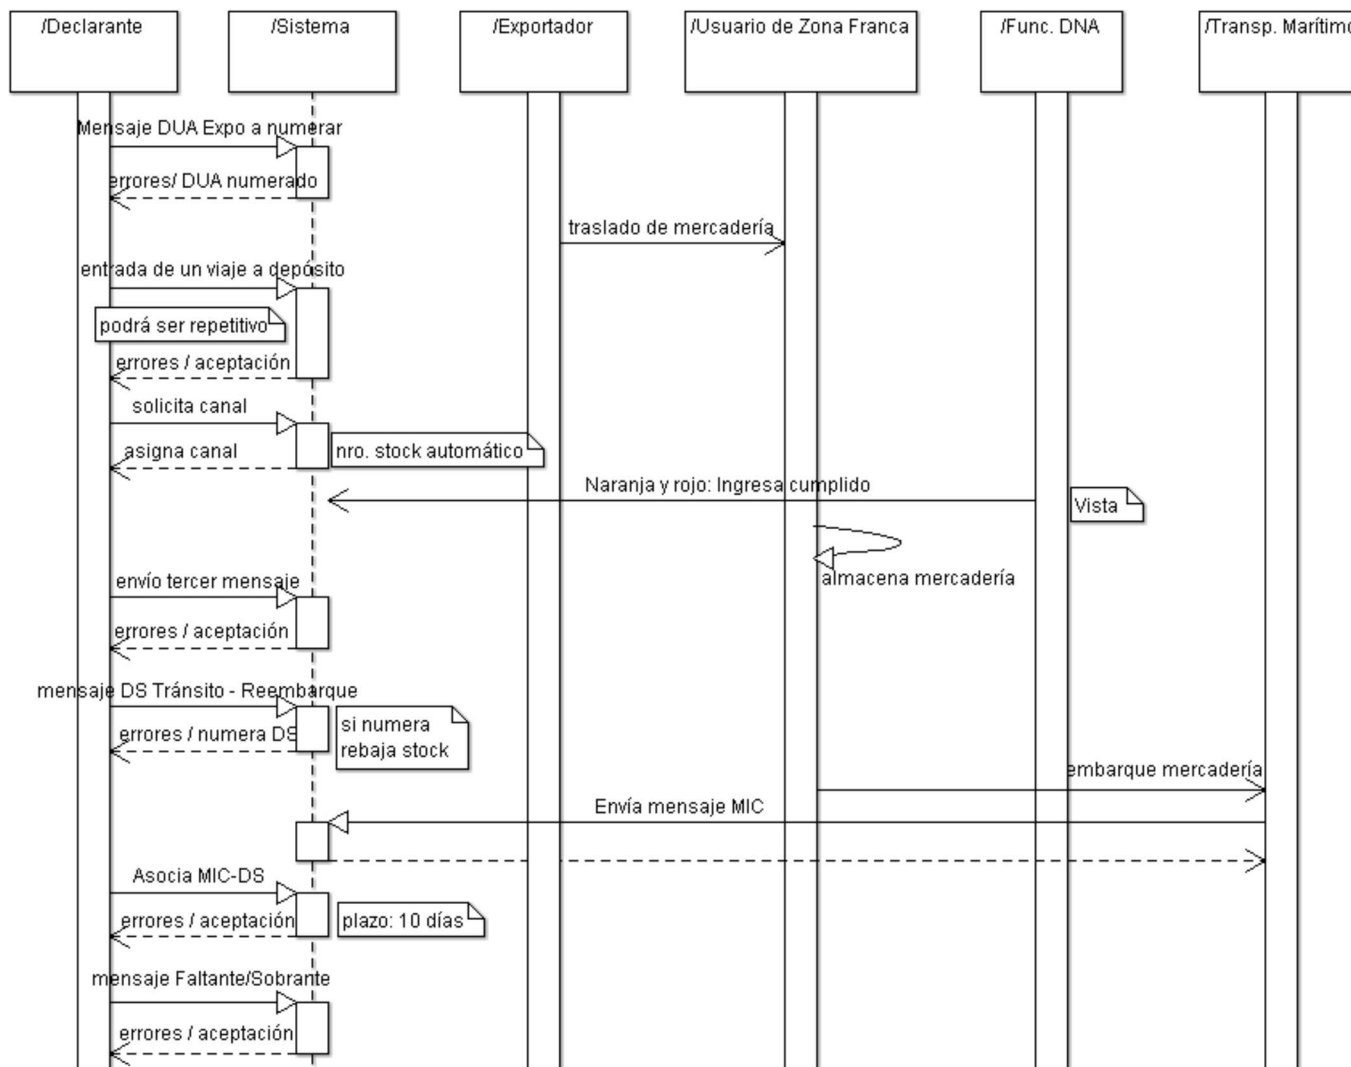 /Declarante
/Sistema
/Exportador
/Usuario de Zona Franca
/Func. DNA
/Transp. Marítimo
Mensaje DUA Expo a numerar
errores/ DUA numerado
traslado de mercadería
entrada de un viaje a depósito
podrá ser repetitivo
errores / aceptación
solicita canal
asigna canal
nro. stock automático
Naranja y rojo: Ingresa cumplido
Vista
almacena mercadería
envío tercer mensaje
errores / aceptación
mensaje DS Tránsito - Reembarque
errores / numera DS
si numera
rebaja stock
embarque mercadería
Envía mensaje MIC
Asocia MIC-DS
errores / aceptación
plazo: 10 días
mensaje Faltante/Sobrante
errores / aceptación